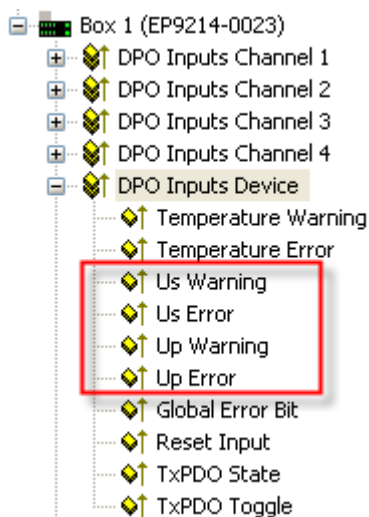 Box 1 (EP9214-0023)
DPO Inputs Channel 1
DPO Inputs Channel 2
DPO Inputs Channel 3
DPO Inputs Channel 4
DPO Inputs Device
Temperature Warning
Temperature Error
Us Warning
Us Error
Up Warning
Up Error
Global Error Bit
Reset Input
TxPDO State
TxPDO Toggle